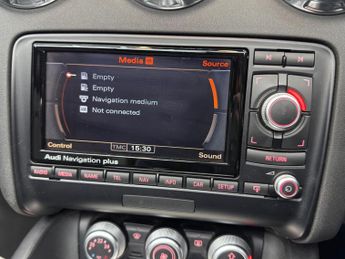 Media
Source
Empty
Empty
Navigation medium
Not connected
Control
TMC 15:30
Sound
Audi Navigation plus
RADIO MEDIA NAME TEL NAV INFO CAR SETUP
RETURN